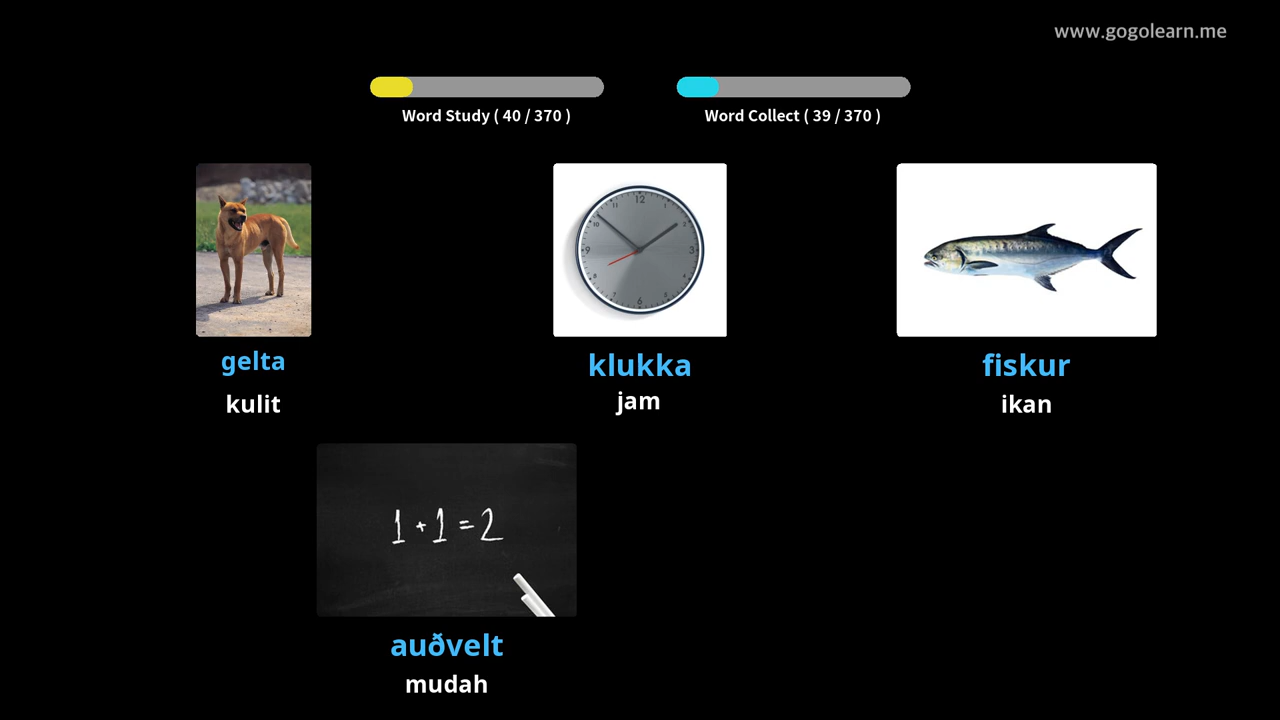 www.gogolearn.me
Word Study ( 40 / 370 )
Word Collect ( 39 / 370 )
gelta
kulit
klukka
jam
fiskur
ikan
1 + 1 = 2
auðvelt
mudah